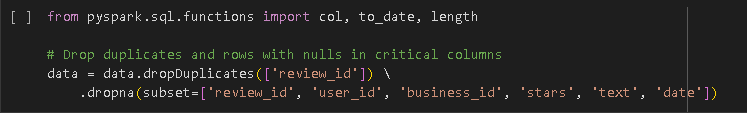 [ ] from pyspark.sql.functions import col, to_date, length
# Drop duplicates and rows with nulls in critical columns
data = data.dropDuplicates(['review_id']) \
.dropna(subset=['review_id', 'user_id', 'business_id', 'stars', 'text', 'date'])